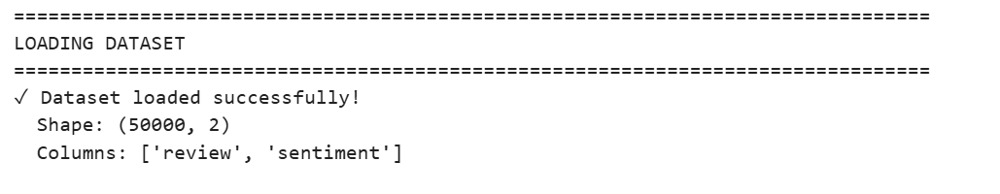 ================================================================================
LOADING DATASET
================================================================================
✓ Dataset loaded successfully!
  Shape: (50000, 2)
  Columns: ['review', 'sentiment']